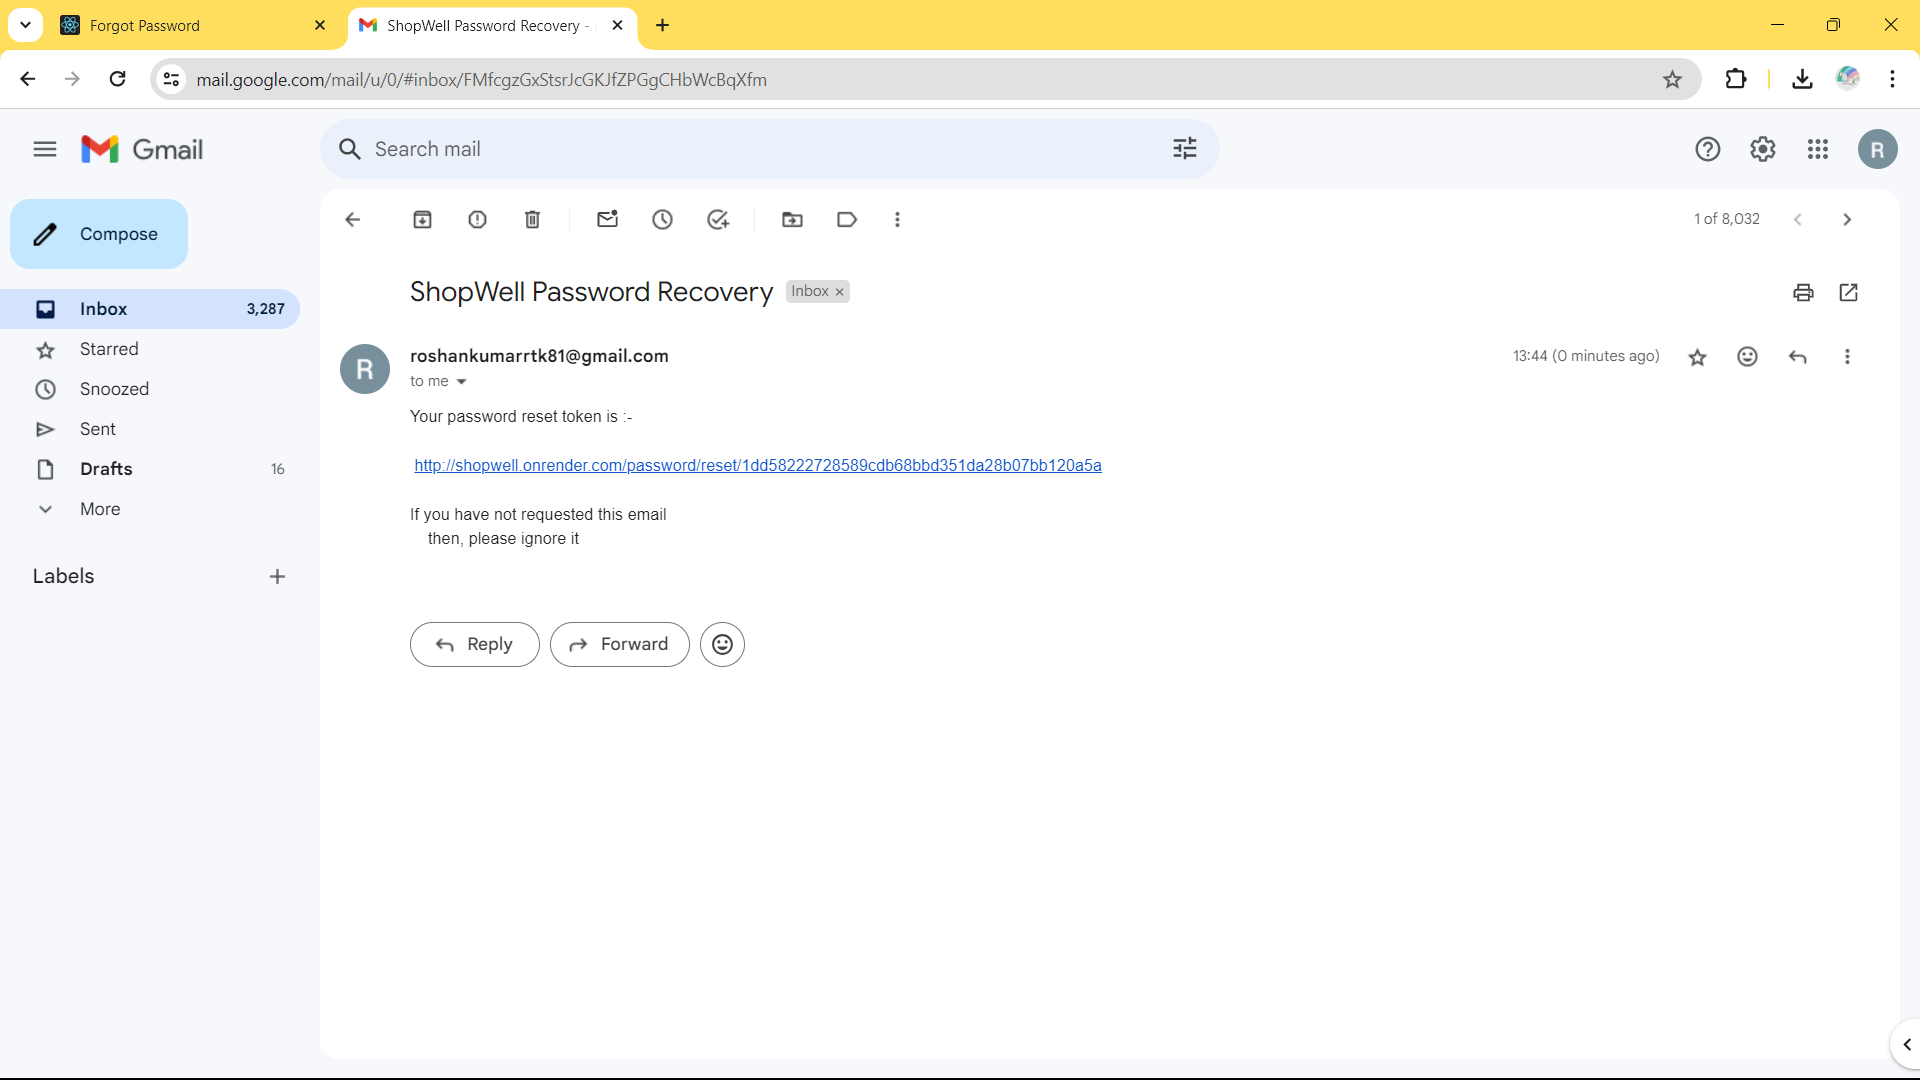 Forgot Password
ShopWell Password Recovery -
mail.google.com/mail/u/0/#inbox/FMfcgzGxStsrJcGKJfZPGgCHbWcBqXfm
Gmail
Search mail
R
Compose
1 of 8,032
ShopWell Password Recovery Inbox ×
Inbox 3,287
Starred
Snoozed
Sent
Drafts 16
More
Labels
R
roshankumarrtk81@gmail.com 13:44 (0 minutes ago)
to me
Your password reset token is :-
http://shopwell.onrender.com/password/reset/1dd58222728589cdb68bbd351da28b07bb120a5a
If you have not requested this email
then, please ignore it
Reply Forward